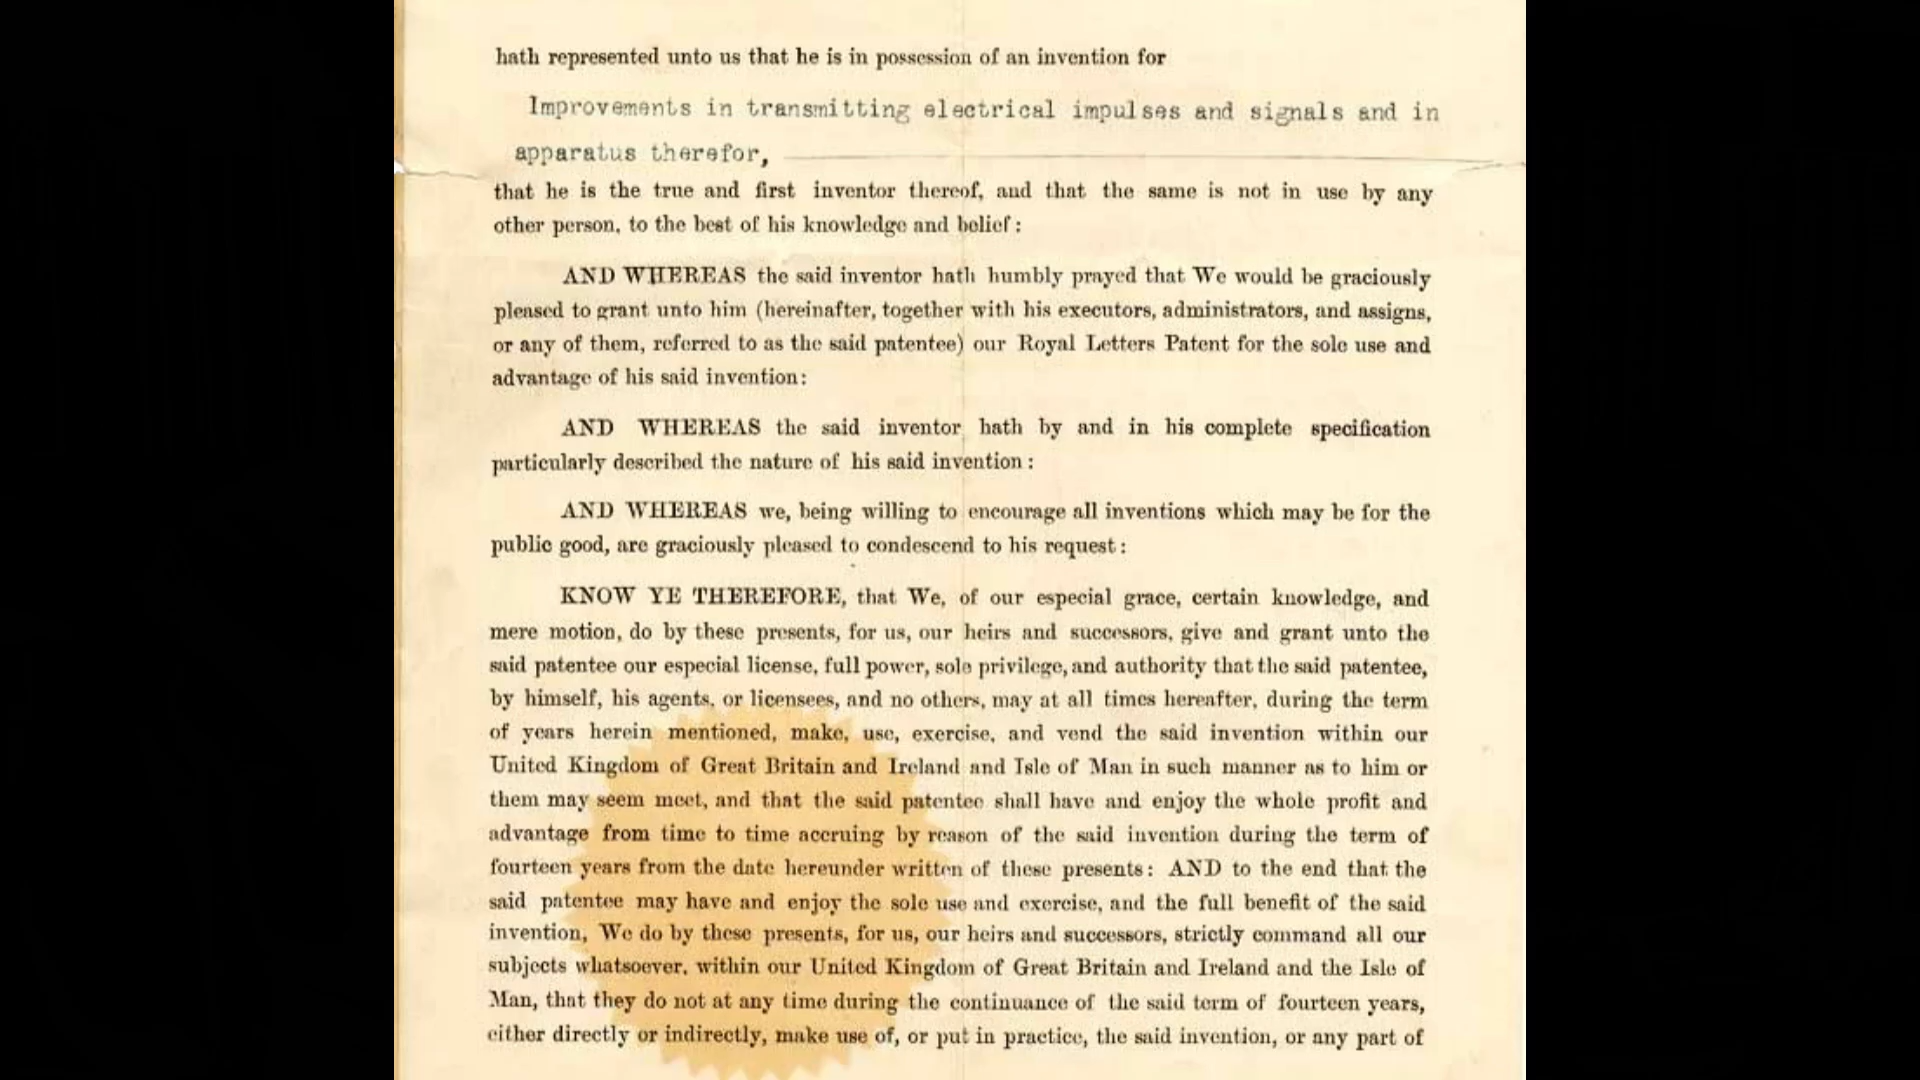 hath represented unto us that he is in possession of an invention for
Improvements in transmitting electrical impulses and signals and in
apparatus therefor,
that he is the true and first inventor thereof, and that the same is not in use by any
other person, to the best of his knowledge and belief:
AND WHEREAS the said inventor hath humbly prayed that We would be graciously
pleased to grant unto him (hereinafter, together with his executors, administrators, and assigns,
or any of them, referred to as the said patentee) our Royal Letters Patent for the sole use and
advantage of his said invention:
AND WHEREAS the said inventor hath by and in his complete specification
particularly described the nature of his said invention:
AND WHEREAS we, being willing to encourage all inventions which may be for the
public good, are graciously pleased to condescend to his request:
KNOW YE THEREFORE, that We, of our especial grace, certain knowledge, and
mere motion, do by these presents, for us, our heirs and successors, give and grant unto the
said patentee our especial license, full power, sole privilege, and authority that the said patentee,
by himself, his agents, or licensees, and no others, may at all times hereafter, during the term
of years herein mentioned, make, use, exercise, and vend the said invention within our
United Kingdom of Great Britain and Ireland and Isle of Man in such manner as to him or
them may seem meet, and that the said patentee shall have and enjoy the whole profit and
advantage from time to time accruing by reason of the said invention during the term of
fourteen years from the date hereunder written of these presents: AND to the end that the
said patentee may have and enjoy the sole use and exercise, and the full benefit of the said
invention, We do by these presents, for us, our heirs and successors, strictly command all our
subjects whatsoever, within our United Kingdom of Great Britain and Ireland and the Isle of
Man, that they do not at any time during the continuance of the said term of fourteen years,
either directly or indirectly, make use of, or put in practice, the said invention, or any part of